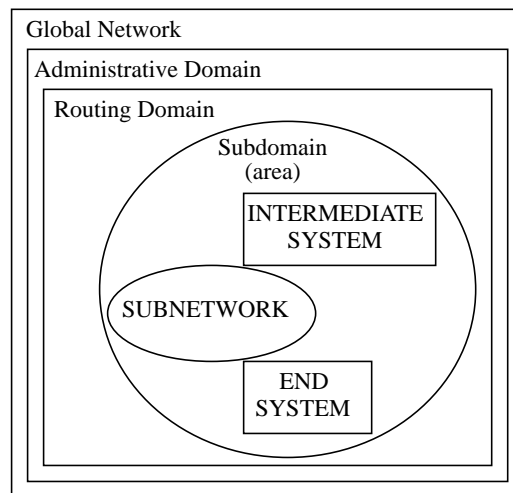 Global Network
Administrative Domain
Routing Domain
Subdomain
(area)
INTERMEDIATE
SYSTEM
SUBNETWORK
END
SYSTEM